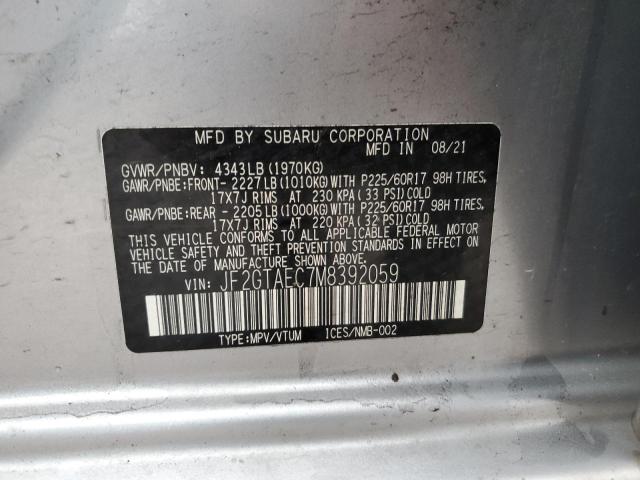 MFD BY SUBARU CORPORATION
MFD IN 08/21
GVWR/PNBV: 4343LB(1970KG)
GAWR/PNBE:FRONT- 2227LB(1010KG)WITH P225/60R17 98H TIRES,
17X7J RIMS AT 230 KPA(33 PSI)COLD
GAWR/PNBE:REAR - 2205LB(1000KG)WITH P225/60R17 98H TIRES,
17X7J RIMS AT 220 KPA(32 PSI)COLD
THIS VEHICLE CONFORMS TO ALL APPLICABLE FEDERAL MOTOR
VEHICLE SAFETY AND THEFT PREVENTION STANDARDS IN
EFFECT ON THE DATE OF MANUFACTURE SHOWN ABOVE.
VIN: JF2GTAEC7M8392059
TYPE:MPV/VTUM ICES/NMB-002